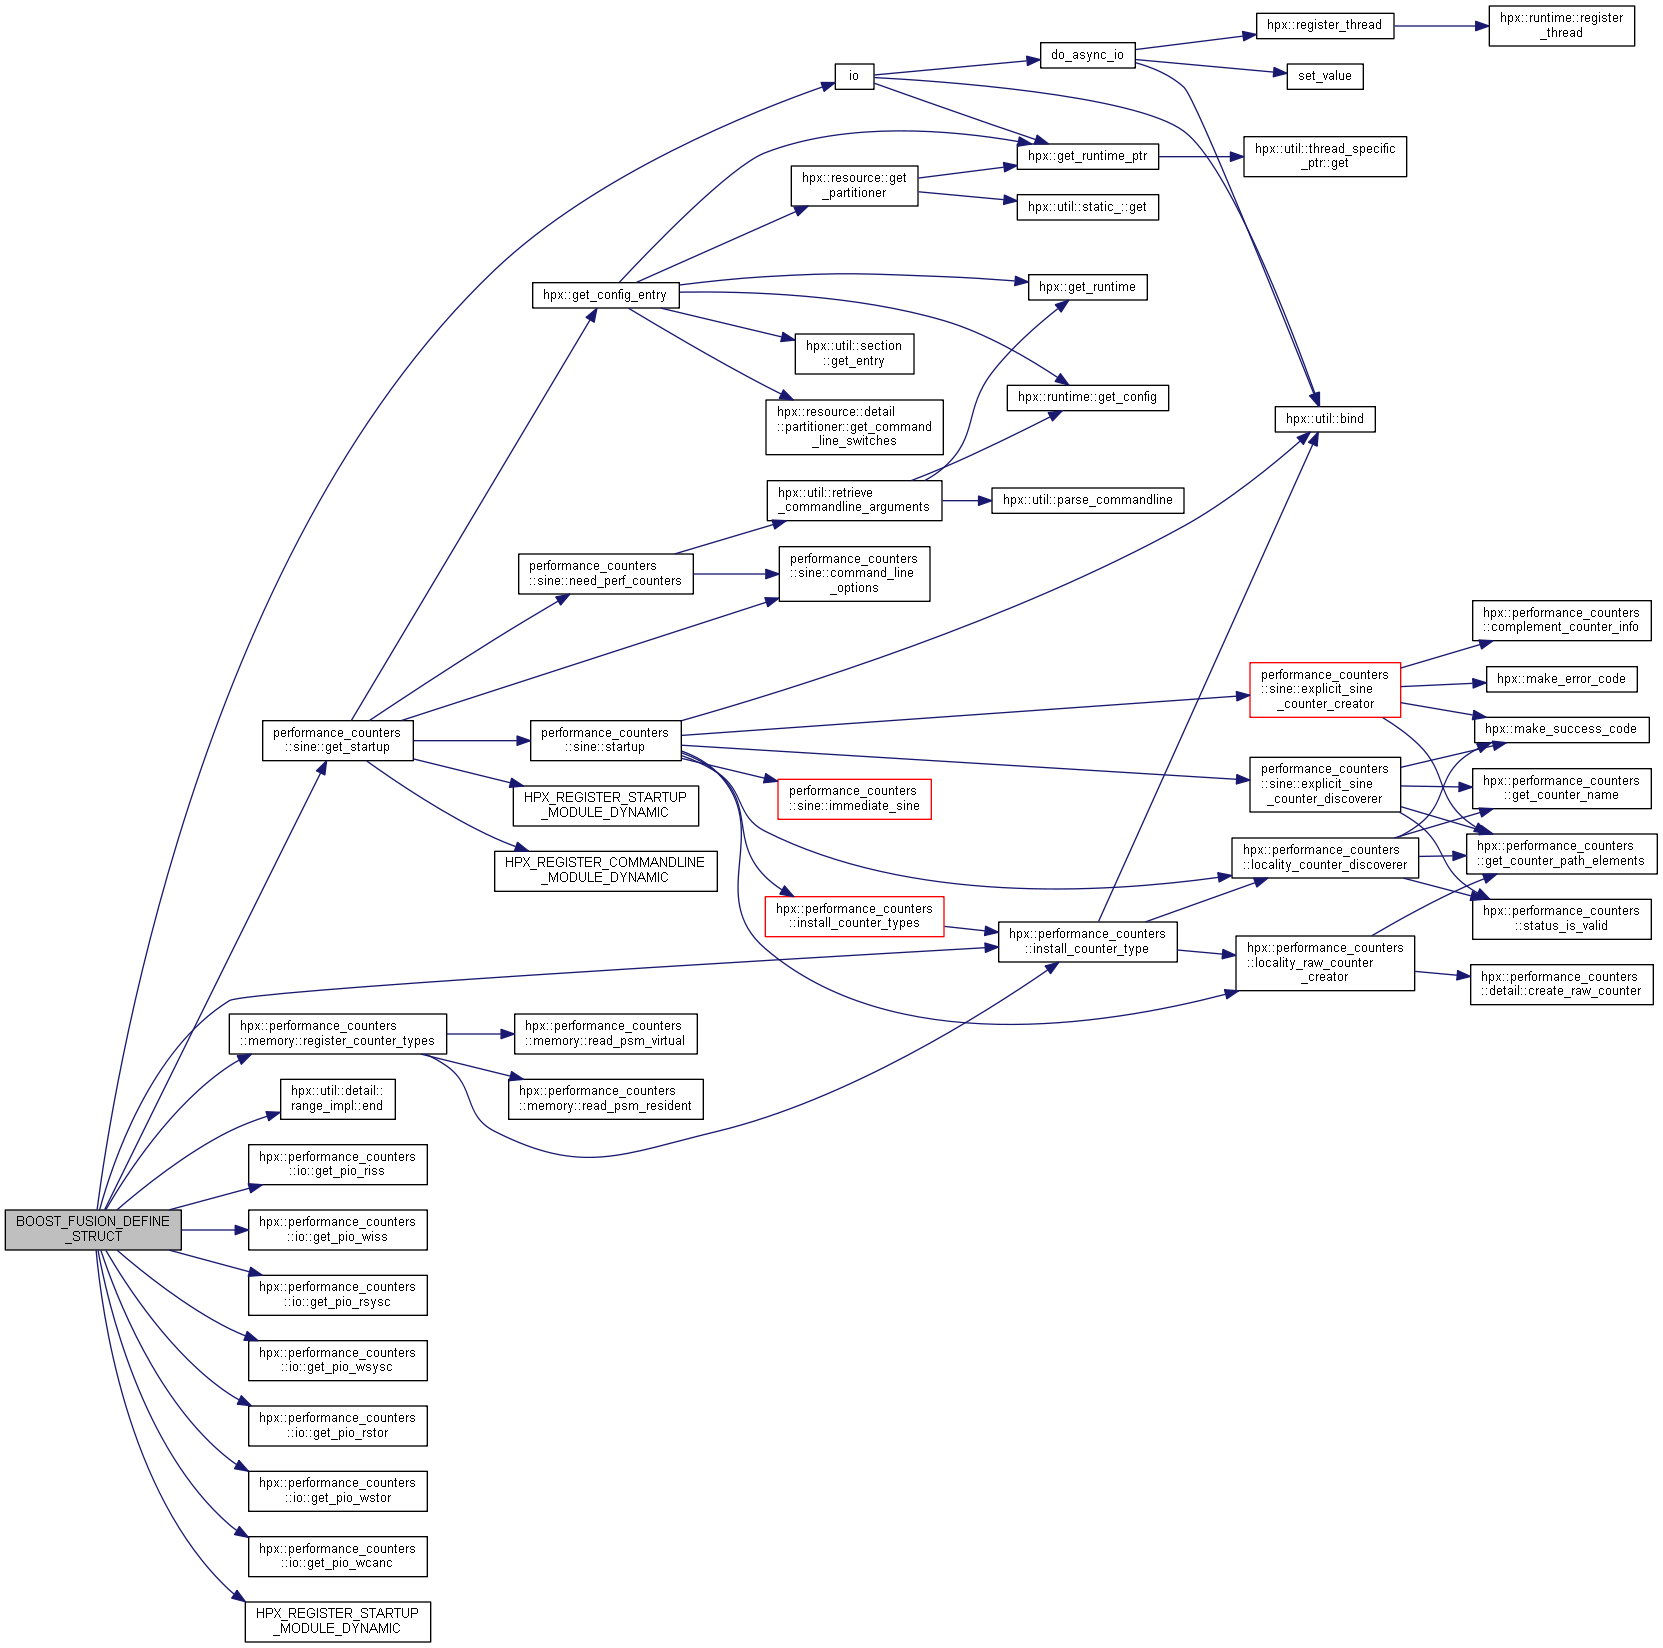 hpx::runtime::register
_thread
hpx::register_thread
do_async_io
io
set_value
hpx::get_runtime_ptr
hpx::util::thread_specific
_ptr::get
hpx::resource::get
_partitioner
hpx::util::static_::get
hpx::get_config_entry
hpx::get_runtime
hpx::util::section
::get_entry
hpx::runtime::get_config
hpx::resource::detail
::partitioner::get_command
_line_switches
hpx::util::bind
hpx::util::retrieve
_commandline_arguments
hpx::util::parse_commandline
performance_counters
::sine::need_perf_counters
performance_counters
::sine::command_line
_options
hpx::performance_counters
::complement_counter_info
performance_counters
::sine::explicit_sine
_counter_creator
hpx::make_error_code
performance_counters
::sine::get_startup
performance_counters
::sine::startup
hpx::make_success_code
performance_counters
::sine::explicit_sine
_counter_discoverer
hpx::performance_counters
::get_counter_name
performance_counters
::sine::immediate_sine
HPX_REGISTER_STARTUP
_MODULE_DYNAMIC
HPX_REGISTER_COMMANDLINE
_MODULE_DYNAMIC
hpx::performance_counters
::locality_counter_discoverer
hpx::performance_counters
::get_counter_path_elements
hpx::performance_counters
::install_counter_types
hpx::performance_counters
::status_is_valid
hpx::performance_counters
::install_counter_type
hpx::performance_counters
::locality_raw_counter
_creator
hpx::performance_counters
::detail::create_raw_counter
hpx::performance_counters
::memory::register_counter_types
hpx::performance_counters
::memory::read_psm_virtual
hpx::performance_counters
::memory::read_psm_resident
hpx::util::detail::
range_impl::end
hpx::performance_counters
::io::get_pio_riss
BOOST_FUSION_DEFINE
_STRUCT
hpx::performance_counters
::io::get_pio_wiss
hpx::performance_counters
::io::get_pio_rsysc
hpx::performance_counters
::io::get_pio_wsysc
hpx::performance_counters
::io::get_pio_rstor
hpx::performance_counters
::io::get_pio_wstor
hpx::performance_counters
::io::get_pio_wcanc
HPX_REGISTER_STARTUP
_MODULE_DYNAMIC